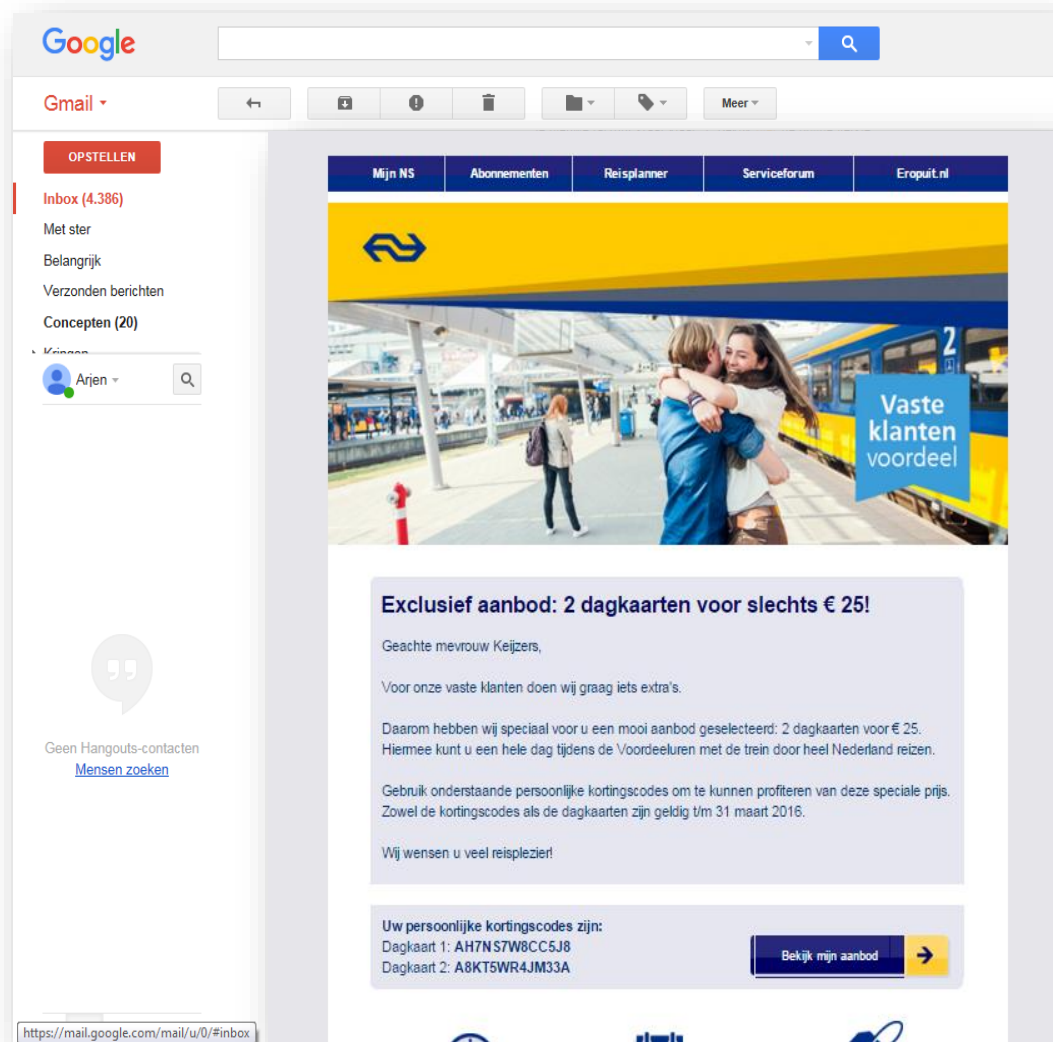 Google
Gmail
Meer
OPSTELLEN
Inbox (4.386)
Met ster
Belangrijk
Verzonden berichten
Concepten (20)
Kringen
Arjen
Geen Hangouts-contacten
Mensen zoeken
https://mail.google.com/mail/u/0/#inbox
Mijn NS Abonnementen Reisplanner Serviceforum Eropuit.nl
2
Vaste
klanten
voordeel
Exclusief aanbod: 2 dagkaarten voor slechts € 25!
Geachte mevrouw Keijzers,
Voor onze vaste klanten doen wij graag iets extra's.
Daarom hebben wij speciaal voor u een mooi aanbod geselecteerd: 2 dagkaarten voor € 25.
Hiermee kunt u een hele dag tijdens de Voordeeluren met de trein door heel Nederland reizen.
Gebruik onderstaande persoonlijke kortingscodes om te kunnen profiteren van deze speciale prijs.
Zowel de kortingscodes als de dagkaarten zijn geldig t/m 31 maart 2016.
Wij wensen u veel reisplezier!
Uw persoonlijke kortingscodes zijn:
Dagkaart 1: AH7NS7W8CC5J8
Dagkaart 2: A8KT5WR4JM33A
Bekijk mijn aanbod